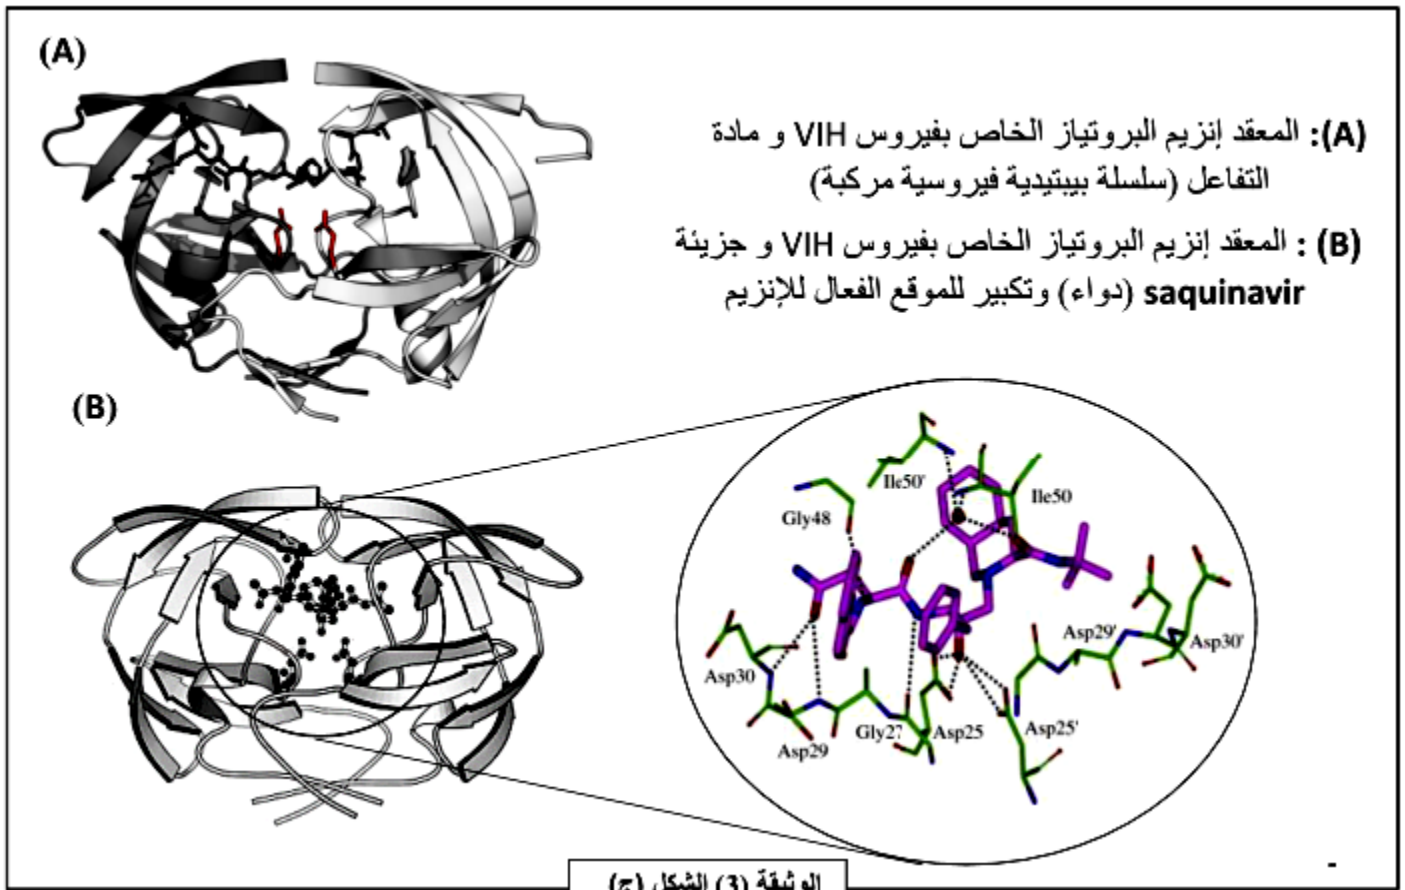 (A)
(A): المعقد إنزيم البروتياز الخاص بفيروس VIH و مادة
التفاعل (سلسلة بيبتيدية فيروسية مركبة)
(B) : المعقد إنزيم البروتياز الخاص بفيروس VIH و جزيئة
saquinavir (دواء) وتكبير للموقع الفعال للإنزيم
(B)
Ile50'
Ile50
Gly48
Asp29'
Asp30'
Asp30
Gly27
Asp25
Asp25'
Asp29
-
الوثيقة (3) الشكل (ج)